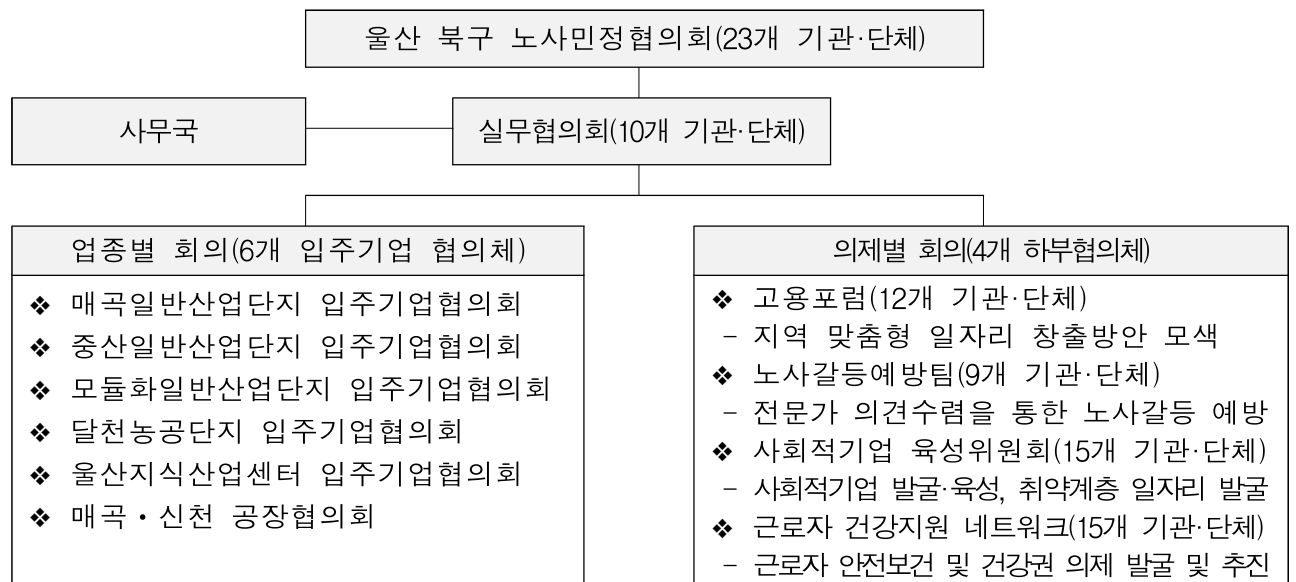 울산 북구 노사민정협의회(23개 기관·단체)
사무국
실무협의회(10개 기관·단체)
업종별 회의(6개 입주기업 협의체)
❖ 매곡일반산업단지 입주기업협의회
❖ 중산일반산업단지 입주기업협의회
❖ 모듈화일반산업단지 입주기업협의회
❖ 달천농공단지 입주기업협의회
❖ 울산지식산업센터 입주기업협의회
❖ 매곡・신천 공장협의회
의제별 회의(4개 하부협의체)
❖ 고용포럼(12개 기관·단체)
- 지역 맞춤형 일자리 창출방안 모색
❖ 노사갈등예방팀(9개 기관·단체)
- 전문가 의견수렴을 통한 노사갈등 예방
❖ 사회적기업 육성위원회(15개 기관·단체)
- 사회적기업 발굴·육성, 취약계층 일자리 발굴
❖ 근로자 건강지원 네트워크(15개 기관·단체)
- 근로자 안전보건 및 건강권 의제 발굴 및 추진